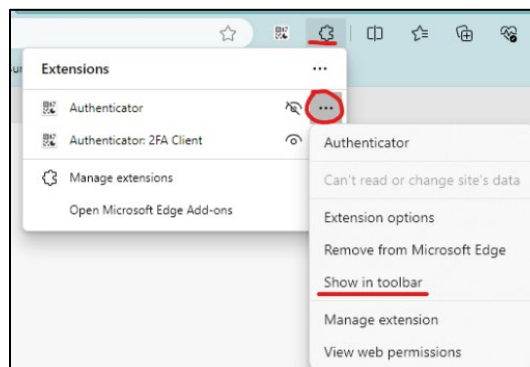 Extensions
Authenticator
Authenticator: 2FA Client
Manage extensions
Open Microsoft Edge Add-ons
Authenticator
Can't read or change site's data
Extension options
Remove from Microsoft Edge
Show in toolbar
Manage extension
View web permissions